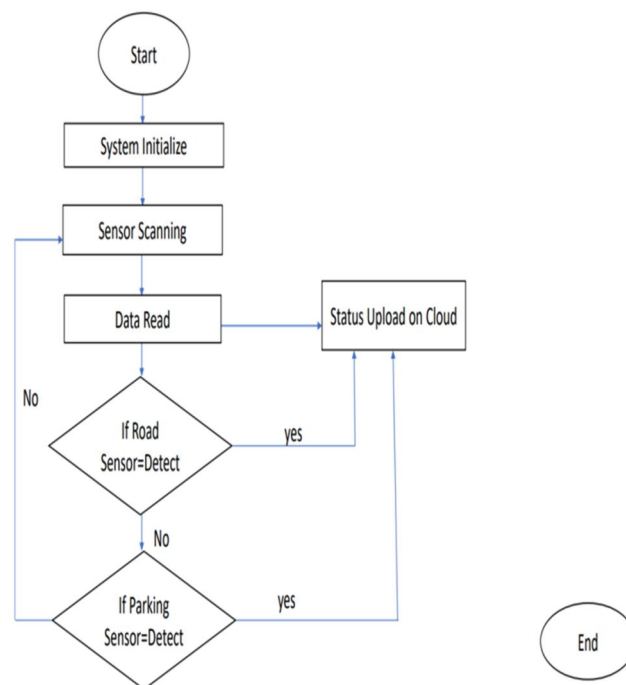 Start
System Initialize
Sensor Scanning
Data Read
Status Upload on Cloud
No
If Road
Sensor=Detect
yes
No
If Parking
Sensor=Detect
yes
End